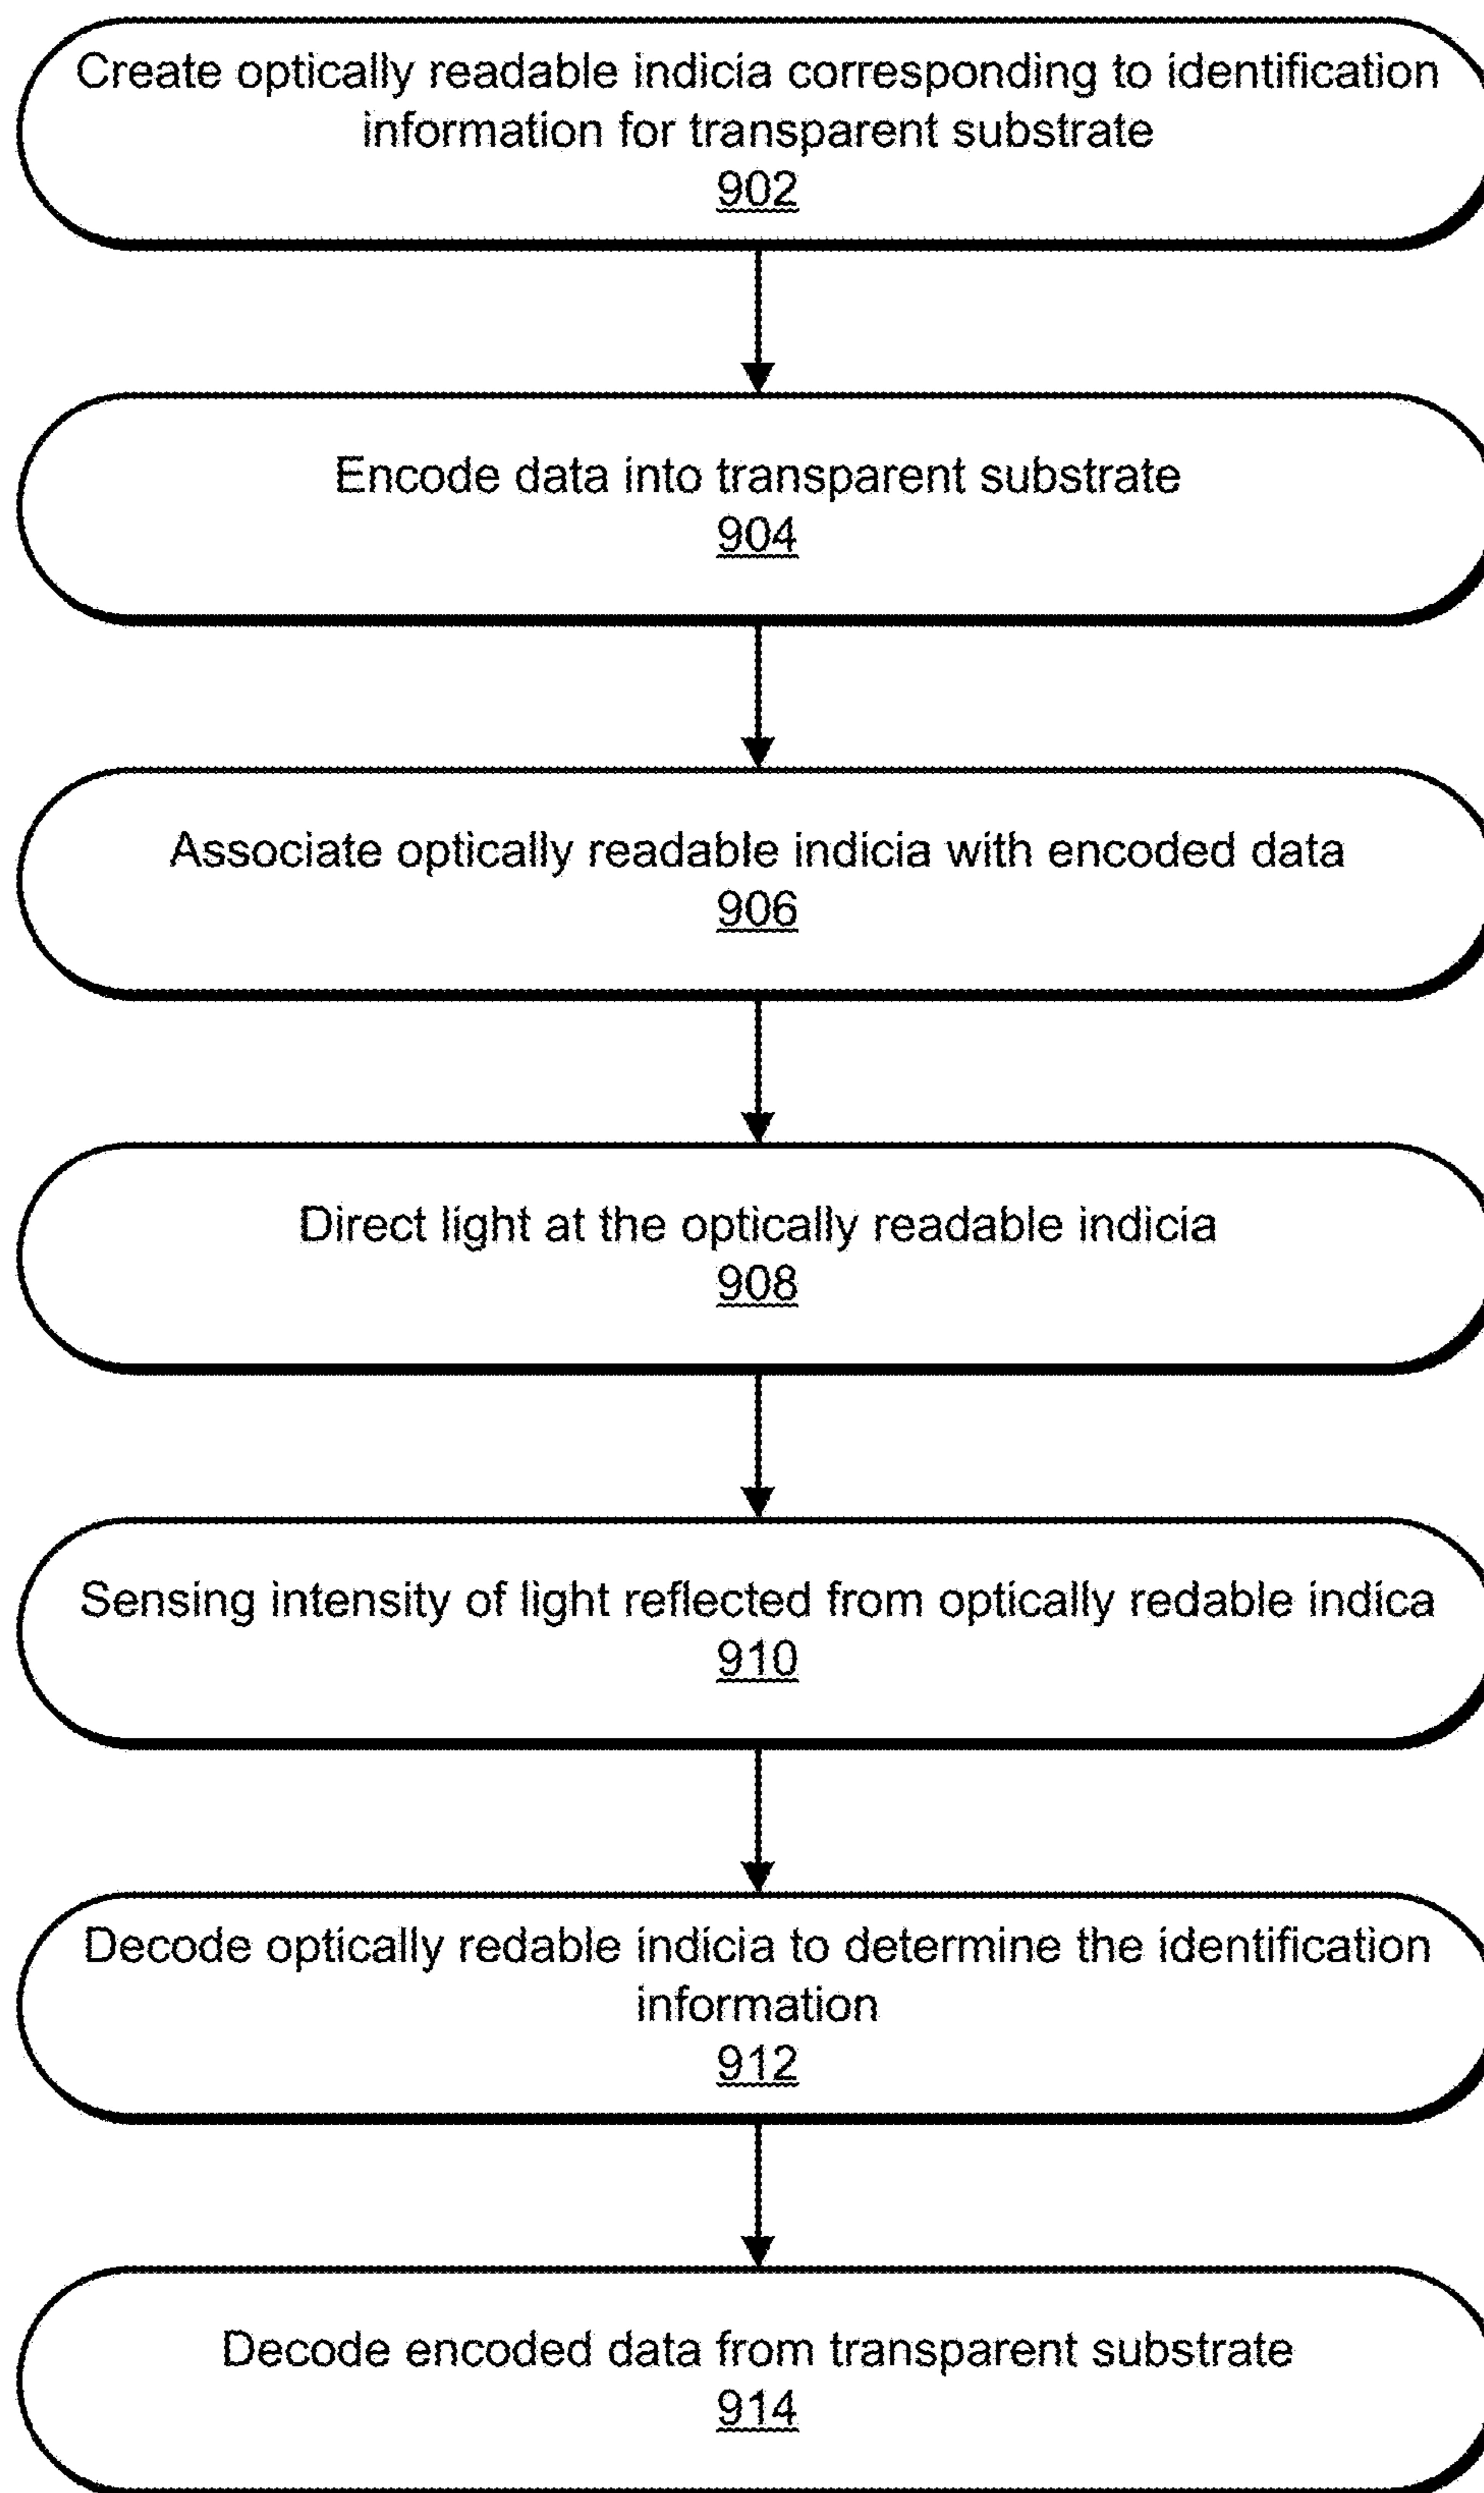 Create optically readable indicia corresponding to identification
information for transparent substrate
902
Encode data into transparent substrate
904
Associate optically readable indicia with encoded data
906
Direct light at the optically readable indicia
908
Sensing intensity of light reflected from optically redable indica
910
Decode optically redable indicia to determine the identification
information
912
Decode encoded data from transparent substrate
914